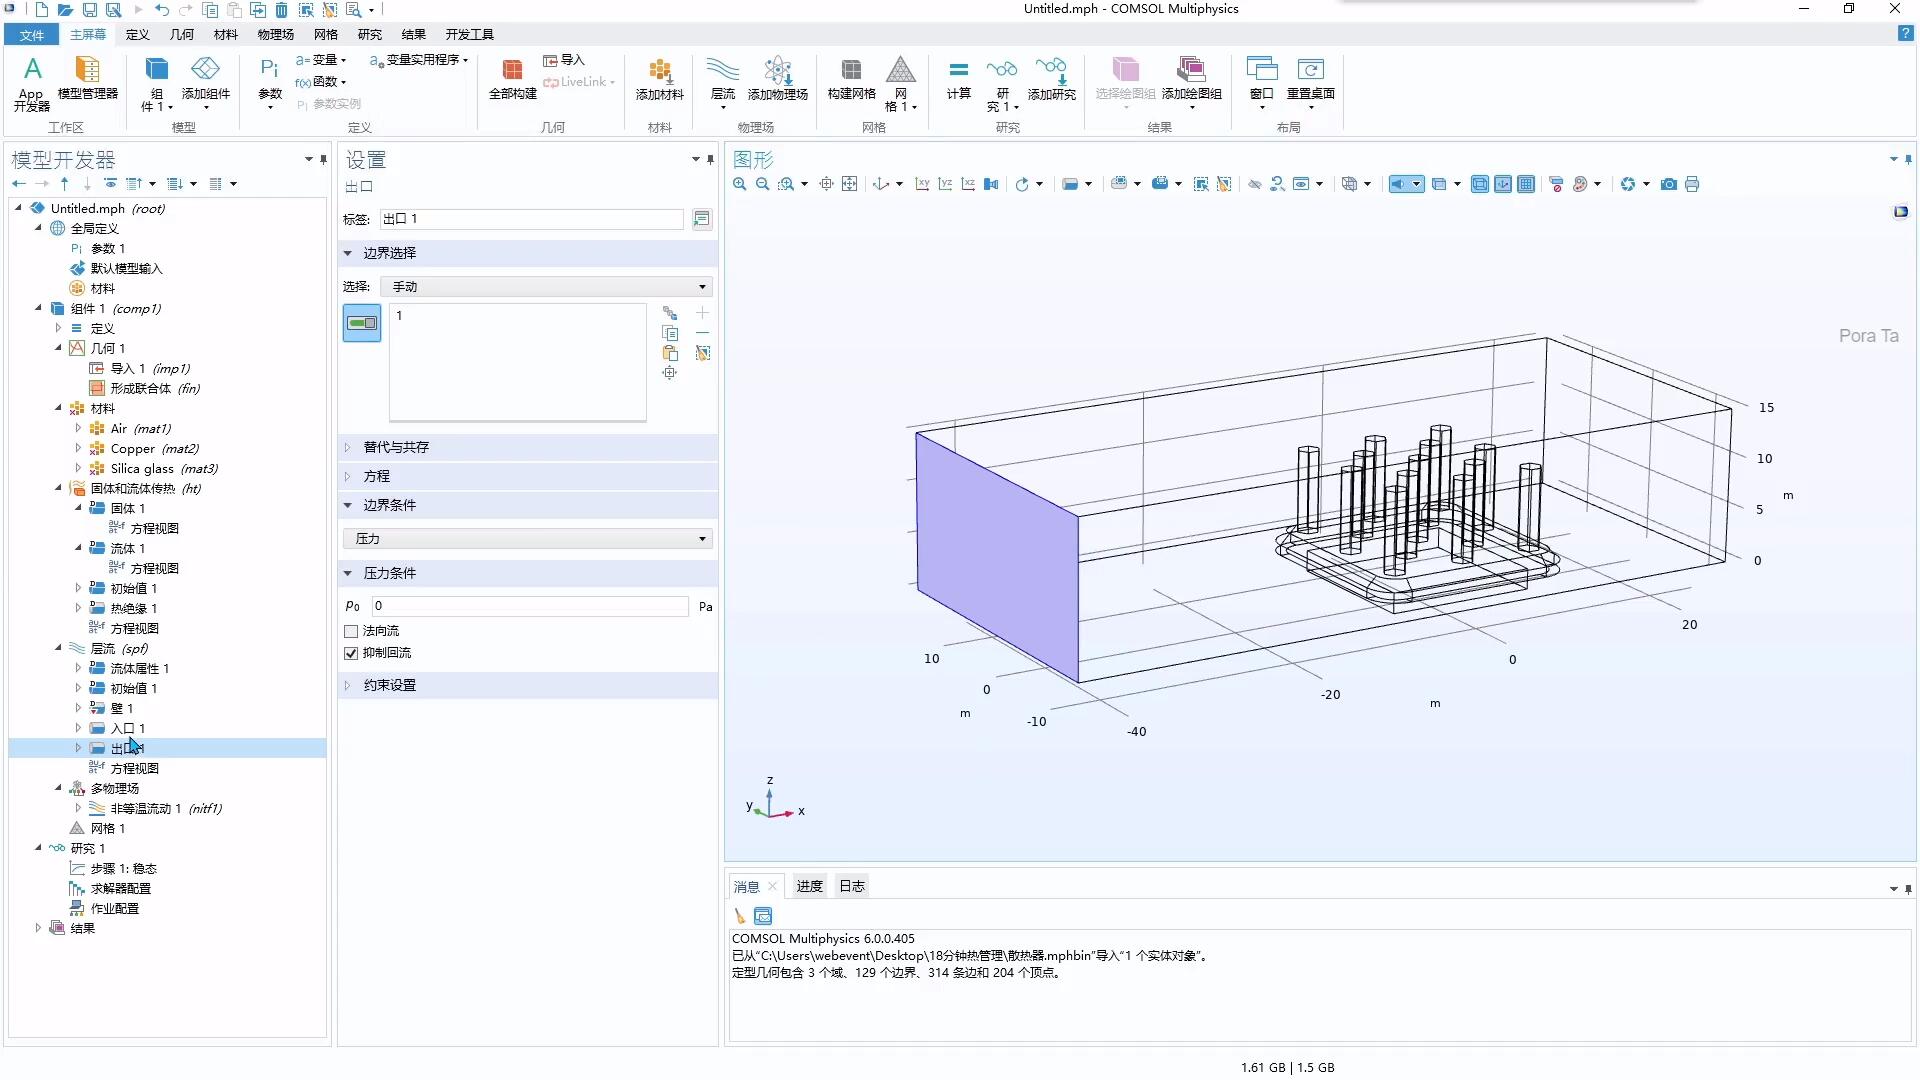 Untitled.mph - COMSOL Multiphysics
文件 主屏幕 定义 几何 材料 物理场 网格 研究 结果 开发工具
App 开发器
模型管理器
工作区
组件 1
添加组件
模型
Pi 参数
a= 变量
f(x) 函数
Pi 参数实例
变量实用程序
定义
全部构建
导入
LiveLink
几何
添加材料
材料
层流
添加物理场
物理场
构建网格
网格 1
网格
计算
研究 1
添加研究
研究
选择绘图组
添加绘图组
结果
窗口
重置桌面
布局
模型开发器
Untitled.mph (root)
全局定义
Pi 参数 1
默认模型输入
材料
组件 1 (comp1)
定义
几何 1
导入 1 (imp1)
形成联合体 (fin)
材料
Air (mat1)
Copper (mat2)
Silica glass (mat3)
固体和流体传热 (ht)
固体 1
方程视图
流体 1
方程视图
初始值 1
热绝缘 1
方程视图
层流 (spf)
流体属性 1
初始值 1
壁 1
入口 1
出口 1
方程视图
多物理场
非等温流动 1 (nitf1)
网格 1
研究 1
步骤 1: 稳态
求解器配置
作业配置
结果
设置
出口
标签: 出口 1
边界选择
选择: 手动
1
替代与共存
方程
边界条件
压力
压力条件
p0 0 Pa
法向流
抑制回流
约束设置
图形
xy yz xz
Pora Ta
15
10
5
0
m
20
0
-20
-40
m
10
0
-10
m
z
y
x
消息 进度 日志
COMSOL Multiphysics 6.0.0.405
已从“C:\Users\webevent\Desktop\18分钟热管理\散热器.mphbin”导入“1 个实体对象”。
定型几何包含 3 个域、129 个边界、314 条边和 204 个顶点。
1.61 GB | 1.5 GB